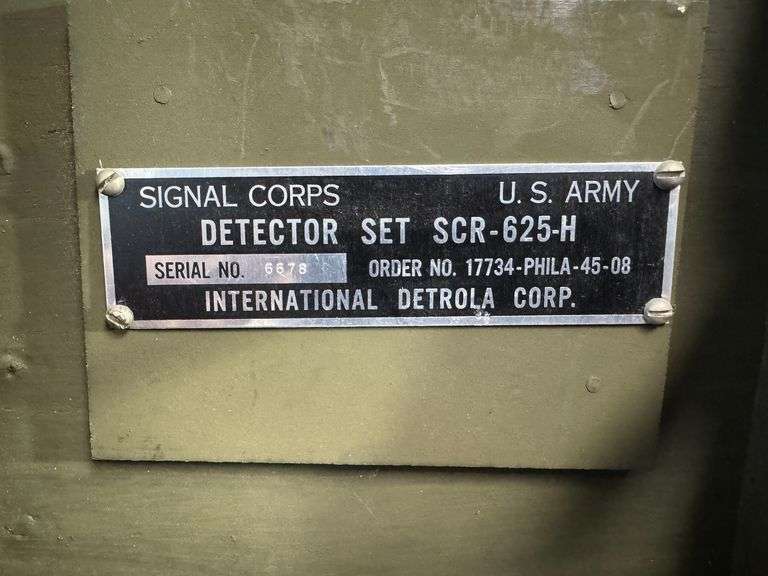 SIGNAL CORPS U. S. ARMY
DETECTOR SET SCR-625-H
SERIAL NO. 6678 ORDER NO. 17734-PHILA-45-08
INTERNATIONAL DETROLA CORP.